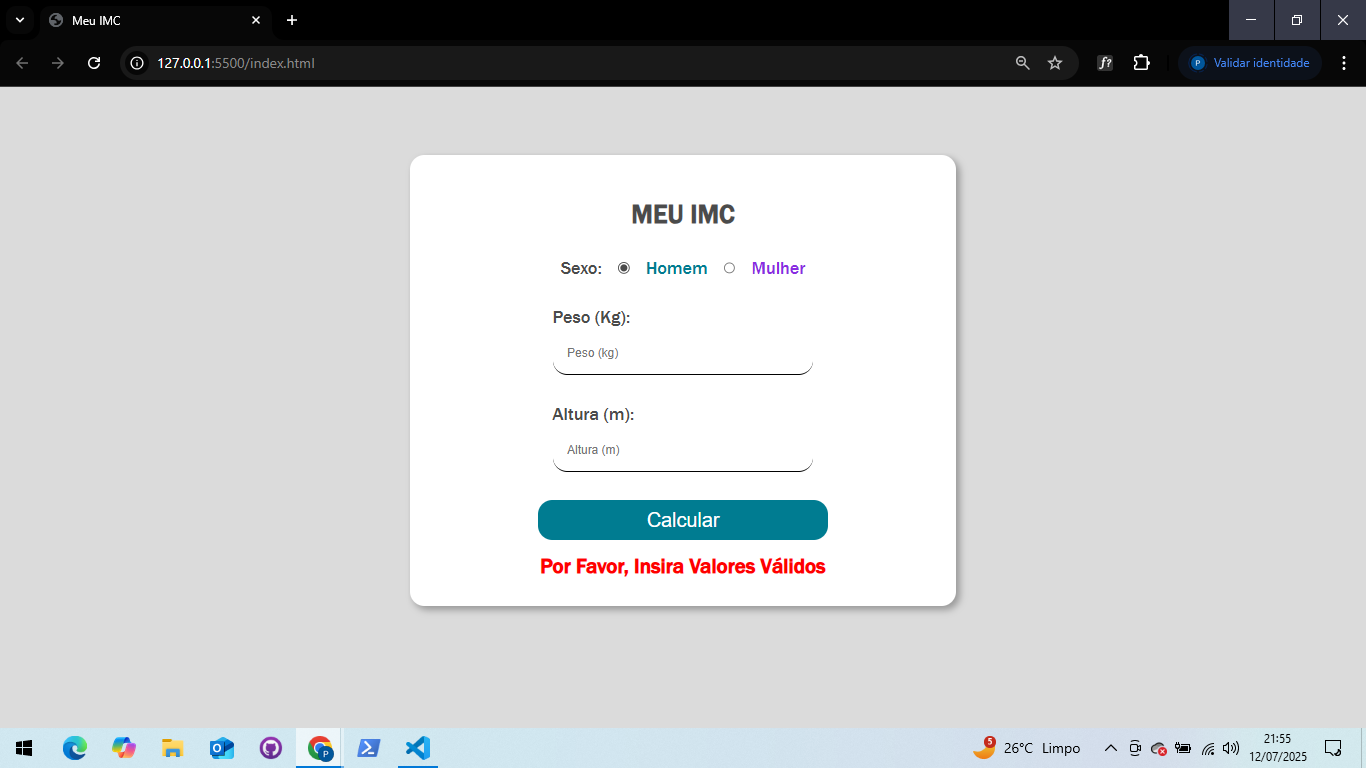 Meu IMC
127.0.0.1:5500/index.html
f?
P Validar identidade
MEU IMC
Sexo: Homem Mulher
Peso (Kg):
Peso (kg)
Altura (m):
Altura (m)
Calcular
Por Favor, Insira Valores Válidos
5 26°C Limpo
21:55
12/07/2025